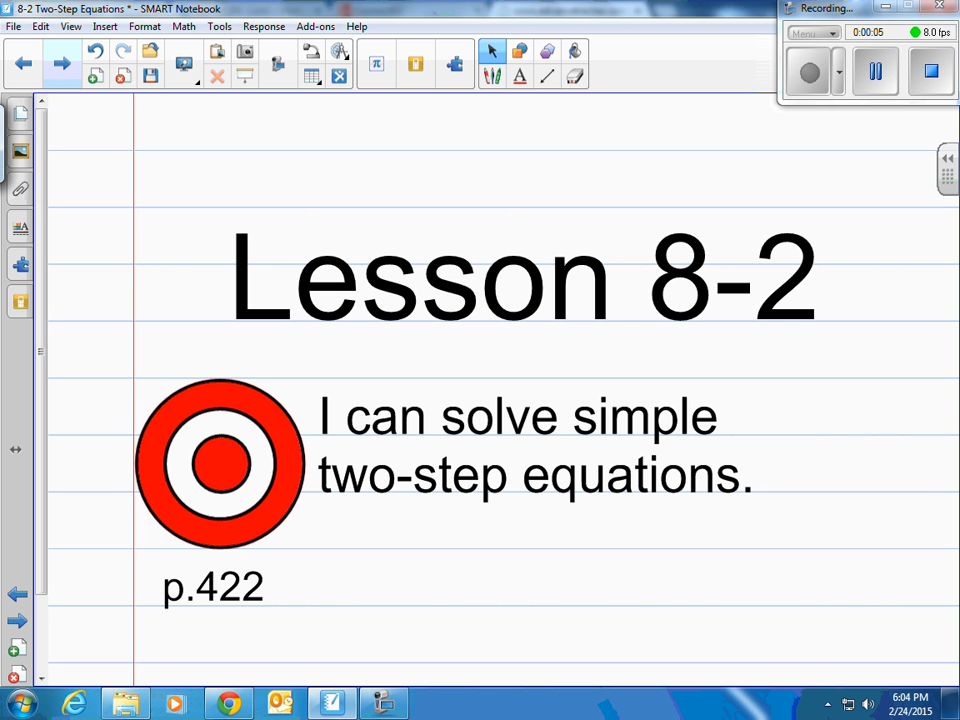 8-2 Two-Step Equations * - SMART Notebook
Recording...
File Edit View Insert Format Math Tools Response Add-ons Help
Menu
0:00:05
8.0 fps
Lesson 8-2
I can solve simple
two-step equations.
p.422
6:04 PM
2/24/2015